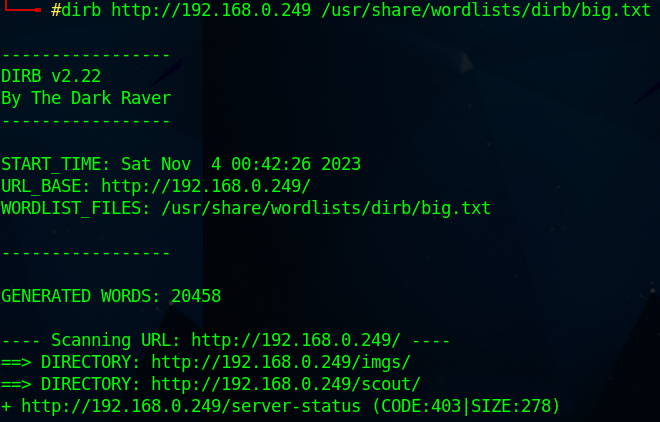 #dirb http://192.168.0.249 /usr/share/wordlists/dirb/big.txt
-----------------
DIRB v2.22
By The Dark Raver
-----------------
START_TIME: Sat Nov  4 00:42:26 2023
URL_BASE: http://192.168.0.249/
WORDLIST_FILES: /usr/share/wordlists/dirb/big.txt
-----------------
GENERATED WORDS: 20458
---- Scanning URL: http://192.168.0.249/ ----
==> DIRECTORY: http://192.168.0.249/imgs/
==> DIRECTORY: http://192.168.0.249/scout/
+ http://192.168.0.249/server-status (CODE:403|SIZE:278)